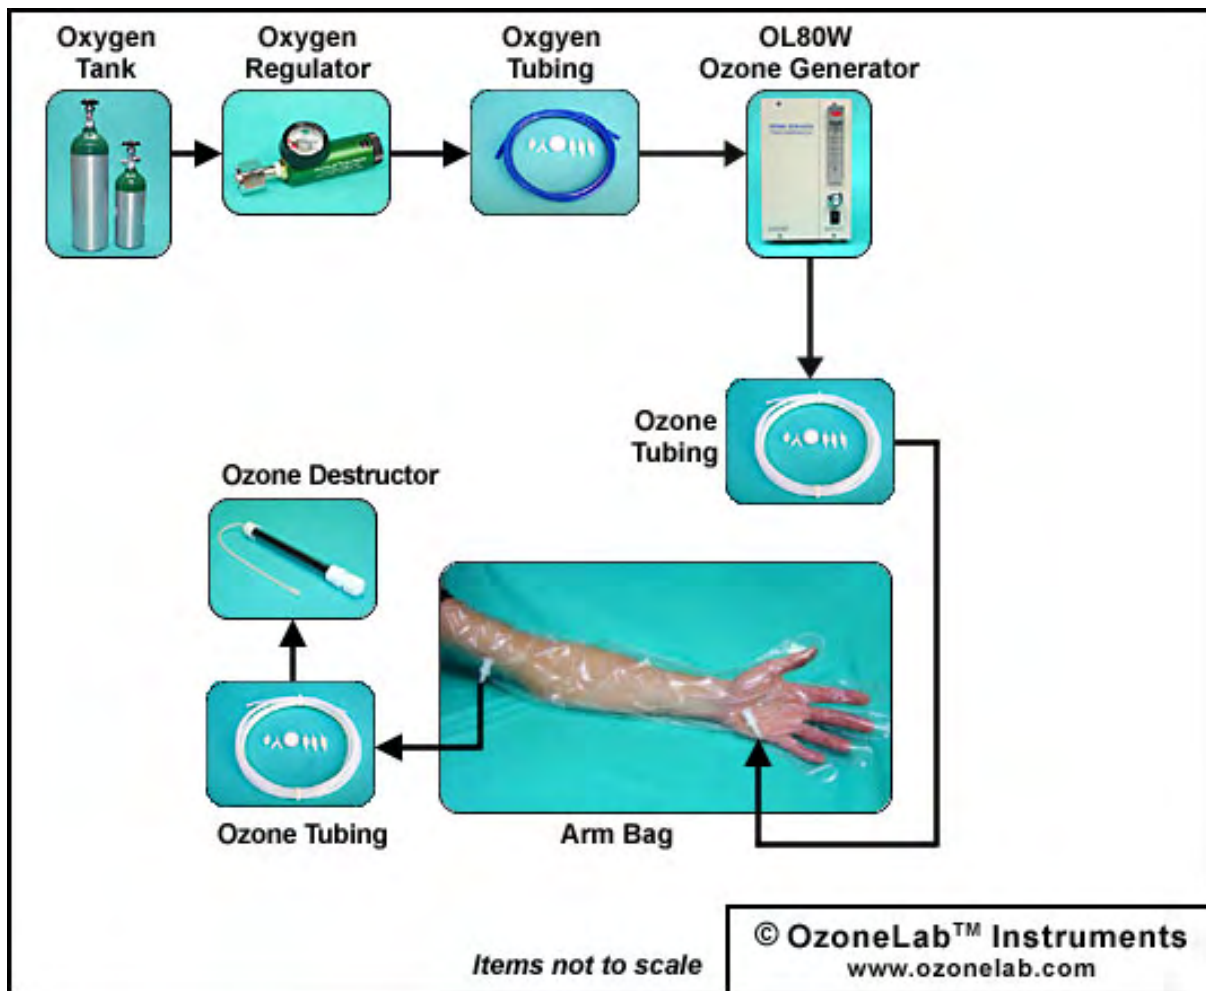 Oxygen
Tank
Oxygen
Regulator
Oxgyen
Tubing
OL80W
Ozone Generator
Ozone
Tubing
Ozone Destructor
Ozone Tubing
Arm Bag
Items not to scale
© OzoneLab™ Instruments
www.ozonelab.com